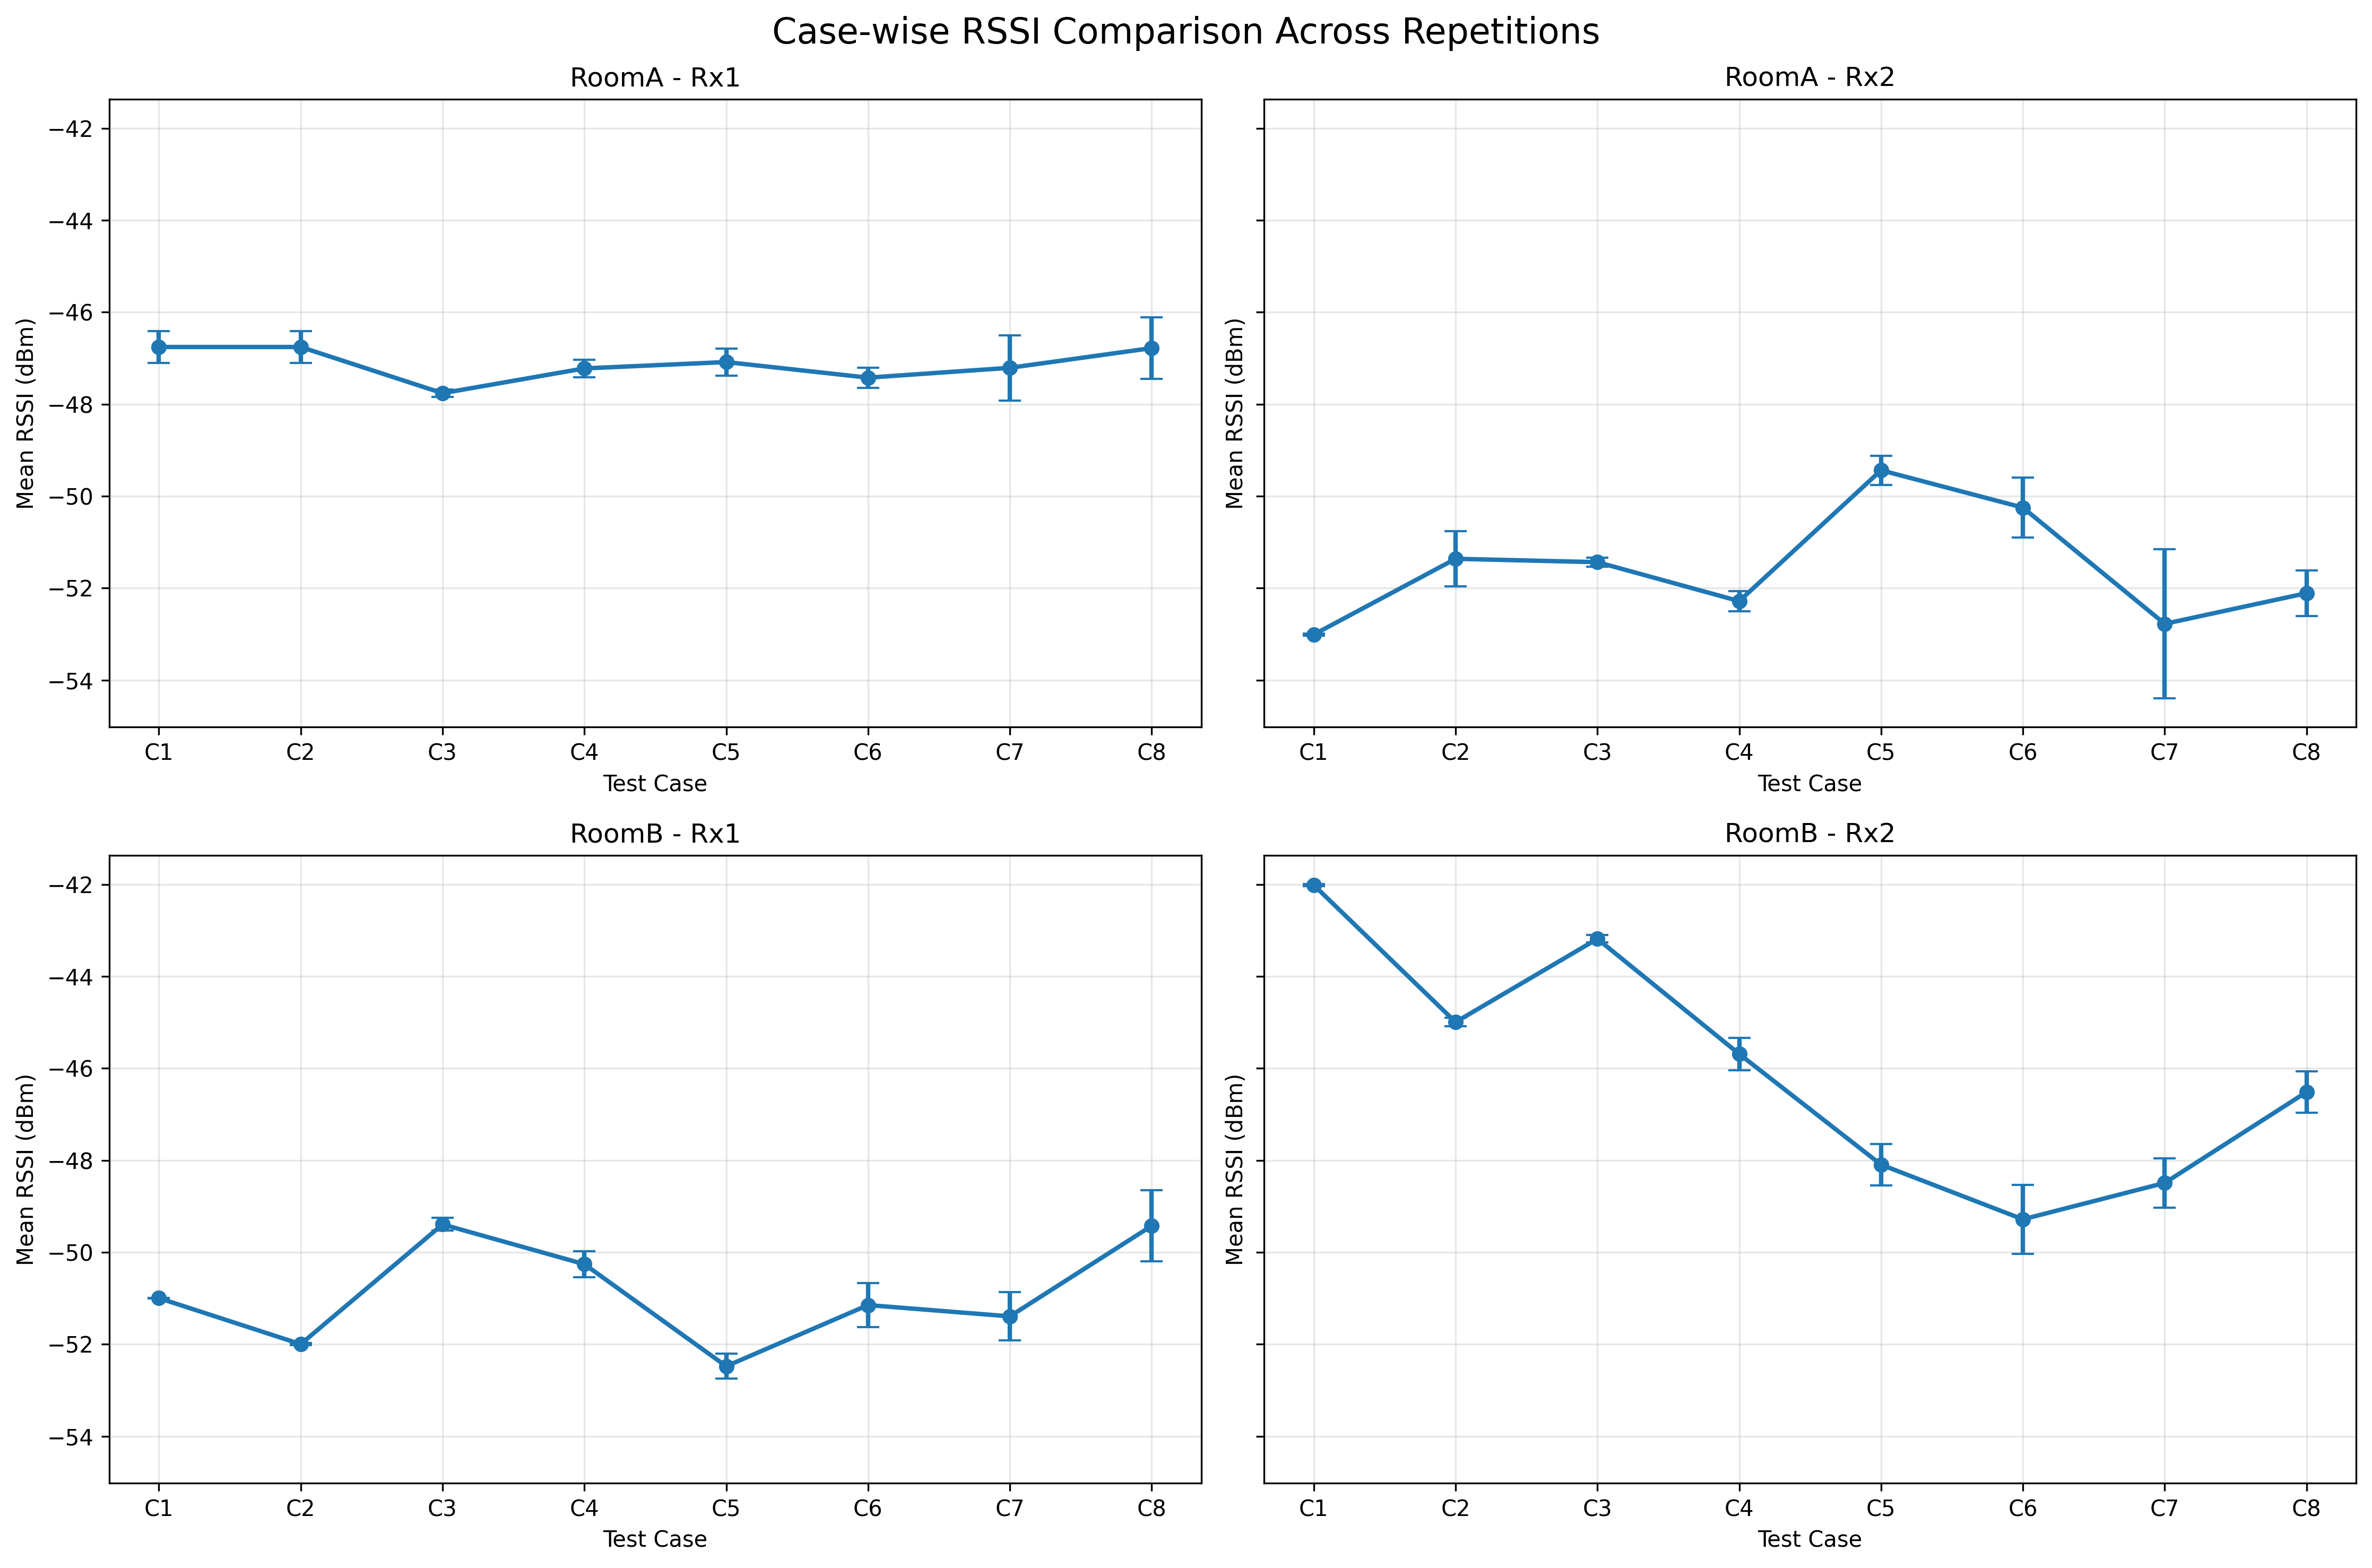 Case-wise RSSI Comparison Across Repetitions
RoomA - Rx1
Mean RSSI (dBm)
−42
−44
−46
−48
−50
−52
−54
C1 C2 C3 C4 C5 C6 C7 C8
Test Case
RoomA - Rx2
Mean RSSI (dBm)
C1 C2 C3 C4 C5 C6 C7 C8
Test Case
RoomB - Rx1
Mean RSSI (dBm)
−42
−44
−46
−48
−50
−52
−54
C1 C2 C3 C4 C5 C6 C7 C8
Test Case
RoomB - Rx2
Mean RSSI (dBm)
C1 C2 C3 C4 C5 C6 C7 C8
Test Case